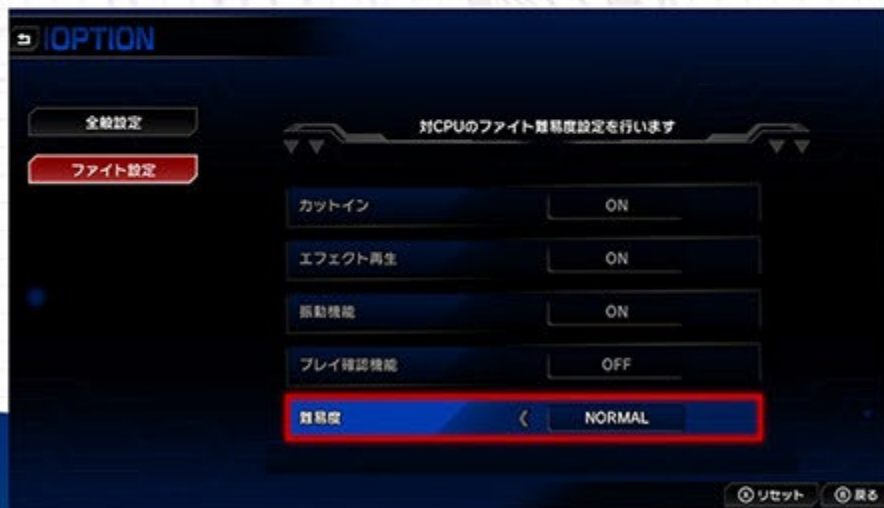 OPTION
全般設定
ファイト設定
対CPUのファイト難易度設定を行います
カットイン ON
エフェクト再生 ON
振動機能 ON
プレイ確認機能 OFF
難易度 NORMAL
Ⓧリセット Ⓑ戻る